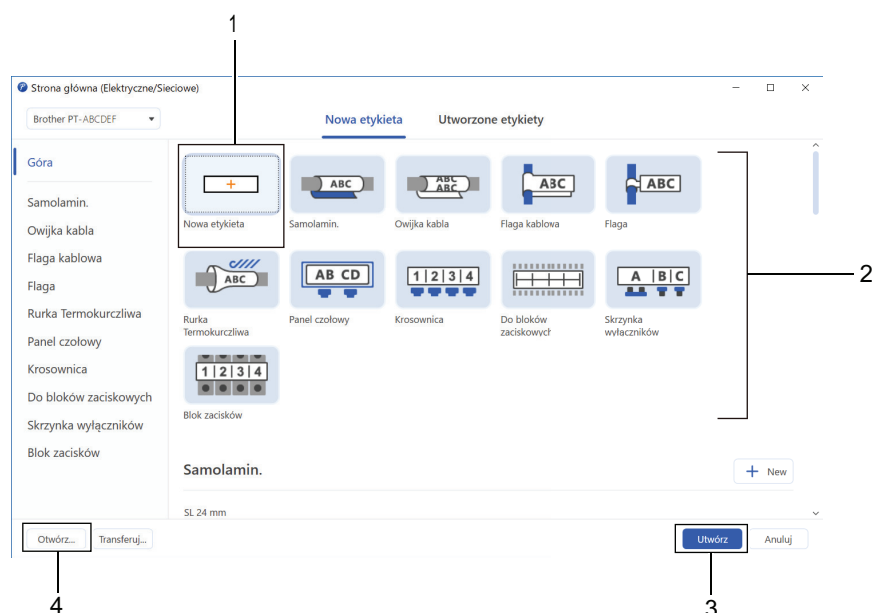 1
Strona główna (Elektryczne/Sieciowe)
Brother PT-ABCDEF
Nowa etykieta Utworzone etykiety
Góra
Samolamin.
Owijka kabla
Flaga kablowa
Flaga
Rurka Termokurczliwa
Panel czołowy
Krosownica
Do bloków zaciskowych
Skrzynka wyłączników
Blok zacisków
ABC ABC ABC ABC ABC
Nowa etykieta Samolamin. Owijka kabla Flaga kablowa Flaga
ABC AB CD 1 2 3 4 A B C
Rurka Panel czołowy Krosownica Do bloków Skrzynka
Termokurczliwa zaciskowych wyłączników
1 2 3 4
Blok zacisków
2
Samolamin. + New
SL 24 mm
Otwórz... Transferuj... Utwórz Anuluj
4 3